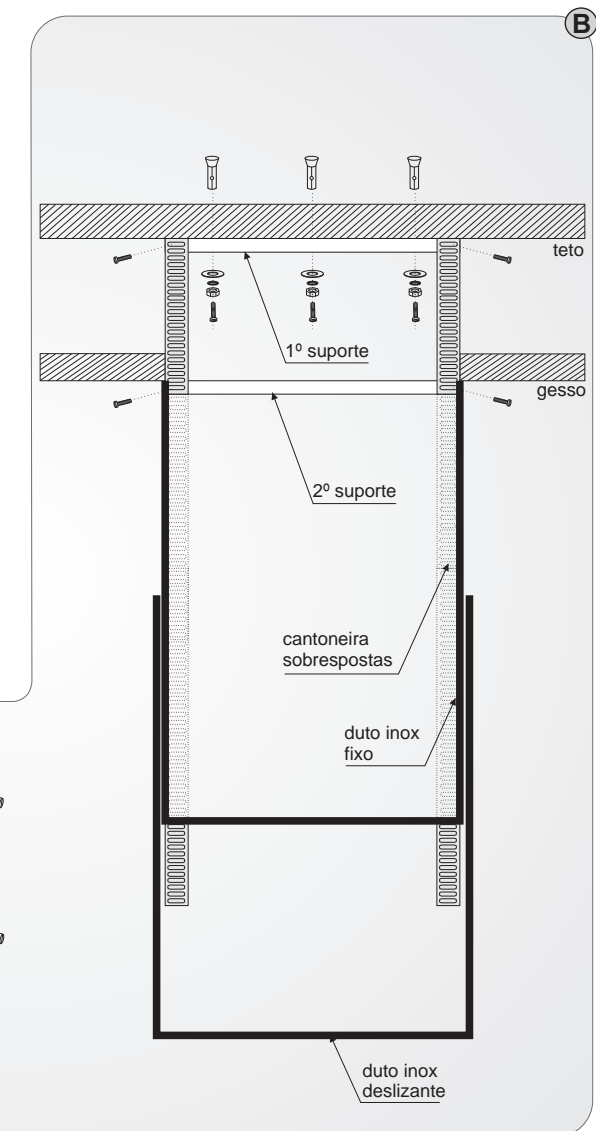 B
teto
1º suporte
gesso
2º suporte
cantoneira
sobrespostas
duto inox
fixo
duto inox
deslizante